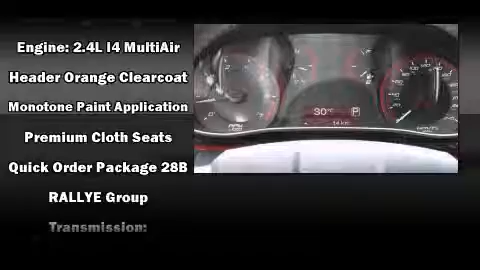 Engine: 2.4L I4 MultiAir
Header Orange Clearcoat
Monotone Paint Application
Premium Cloth Seats
Quick Order Package 28B
RALLYE Group
Transmission:
30°C P